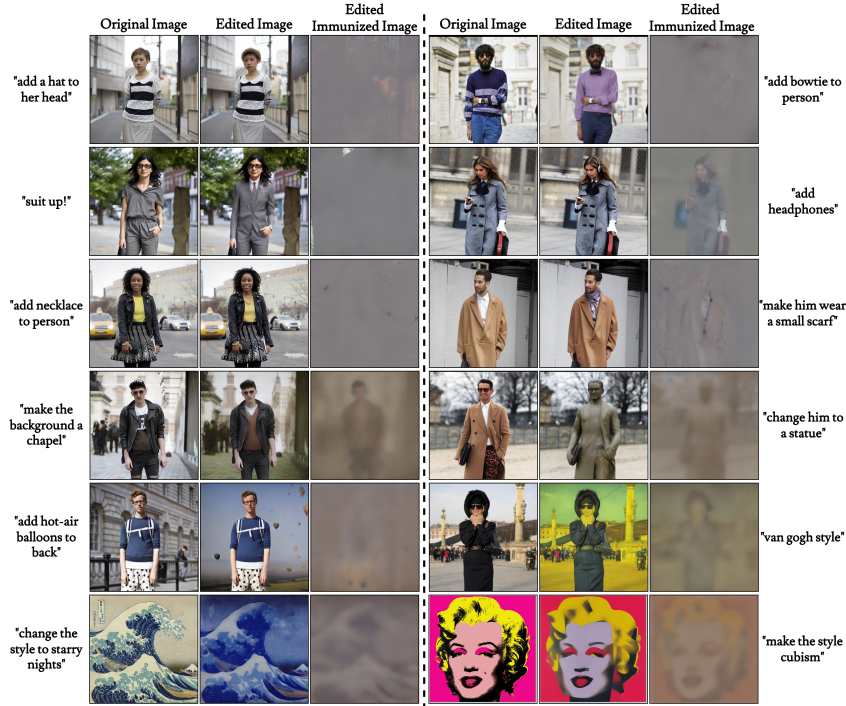 Original Image
Edited Image
Edited
Immunized Image
Original Image
Edited Image
Edited
Immunized Image
"add a hat to
her head"
"add bowtie to
person"
"suit up!"
"add
headphones"
"add necklace
to person"
"make him wear
a small scarf"
"make the
background a
chapel"
"change him to
a statue"
"add hot-air
balloons to
back"
"van gogh style"
"change the
style to starry
nights"
"make the style
cubism"